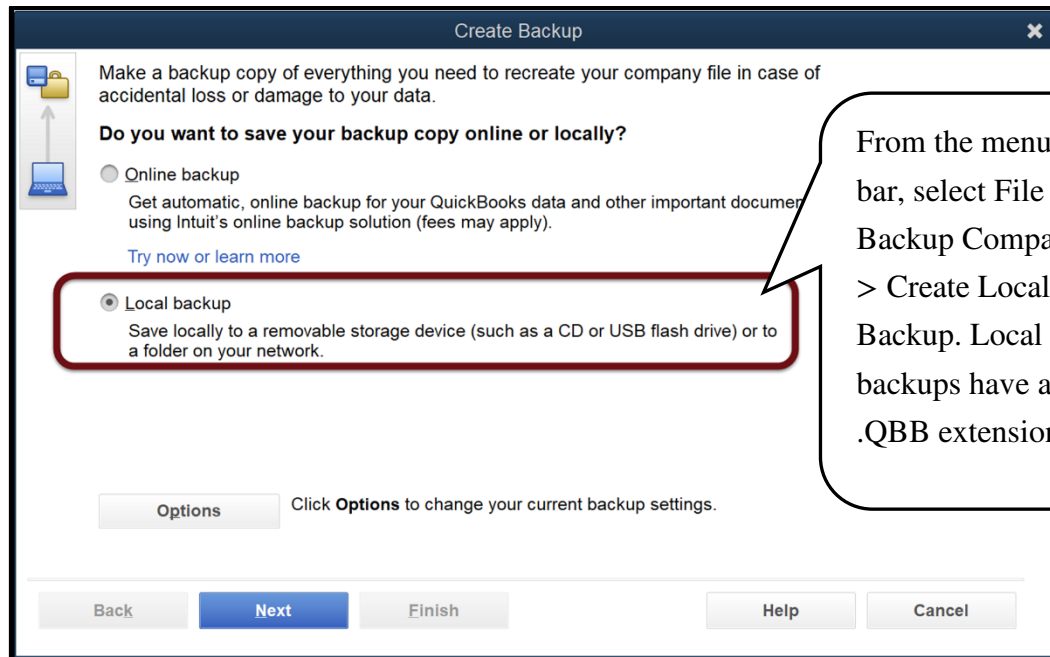 Create Backup
Make a backup copy of everything you need to recreate your company file in case of
accidental loss or damage to your data.
Do you want to save your backup copy online or locally?
Online backup
Get automatic, online backup for your QuickBooks data and other important
using Intuit's online backup solution (fees may apply).
Try now or learn more
Local backup
Save locally to a removable storage device (such as a CD or USB flash drive) or to
a folder on your network.
From the menu
bar, select File
Backup
> Create Local
Backup. Local
backups have a
.QBB
Options
Click Options to change your current backup settings.
Back Next Finish Help Cancel